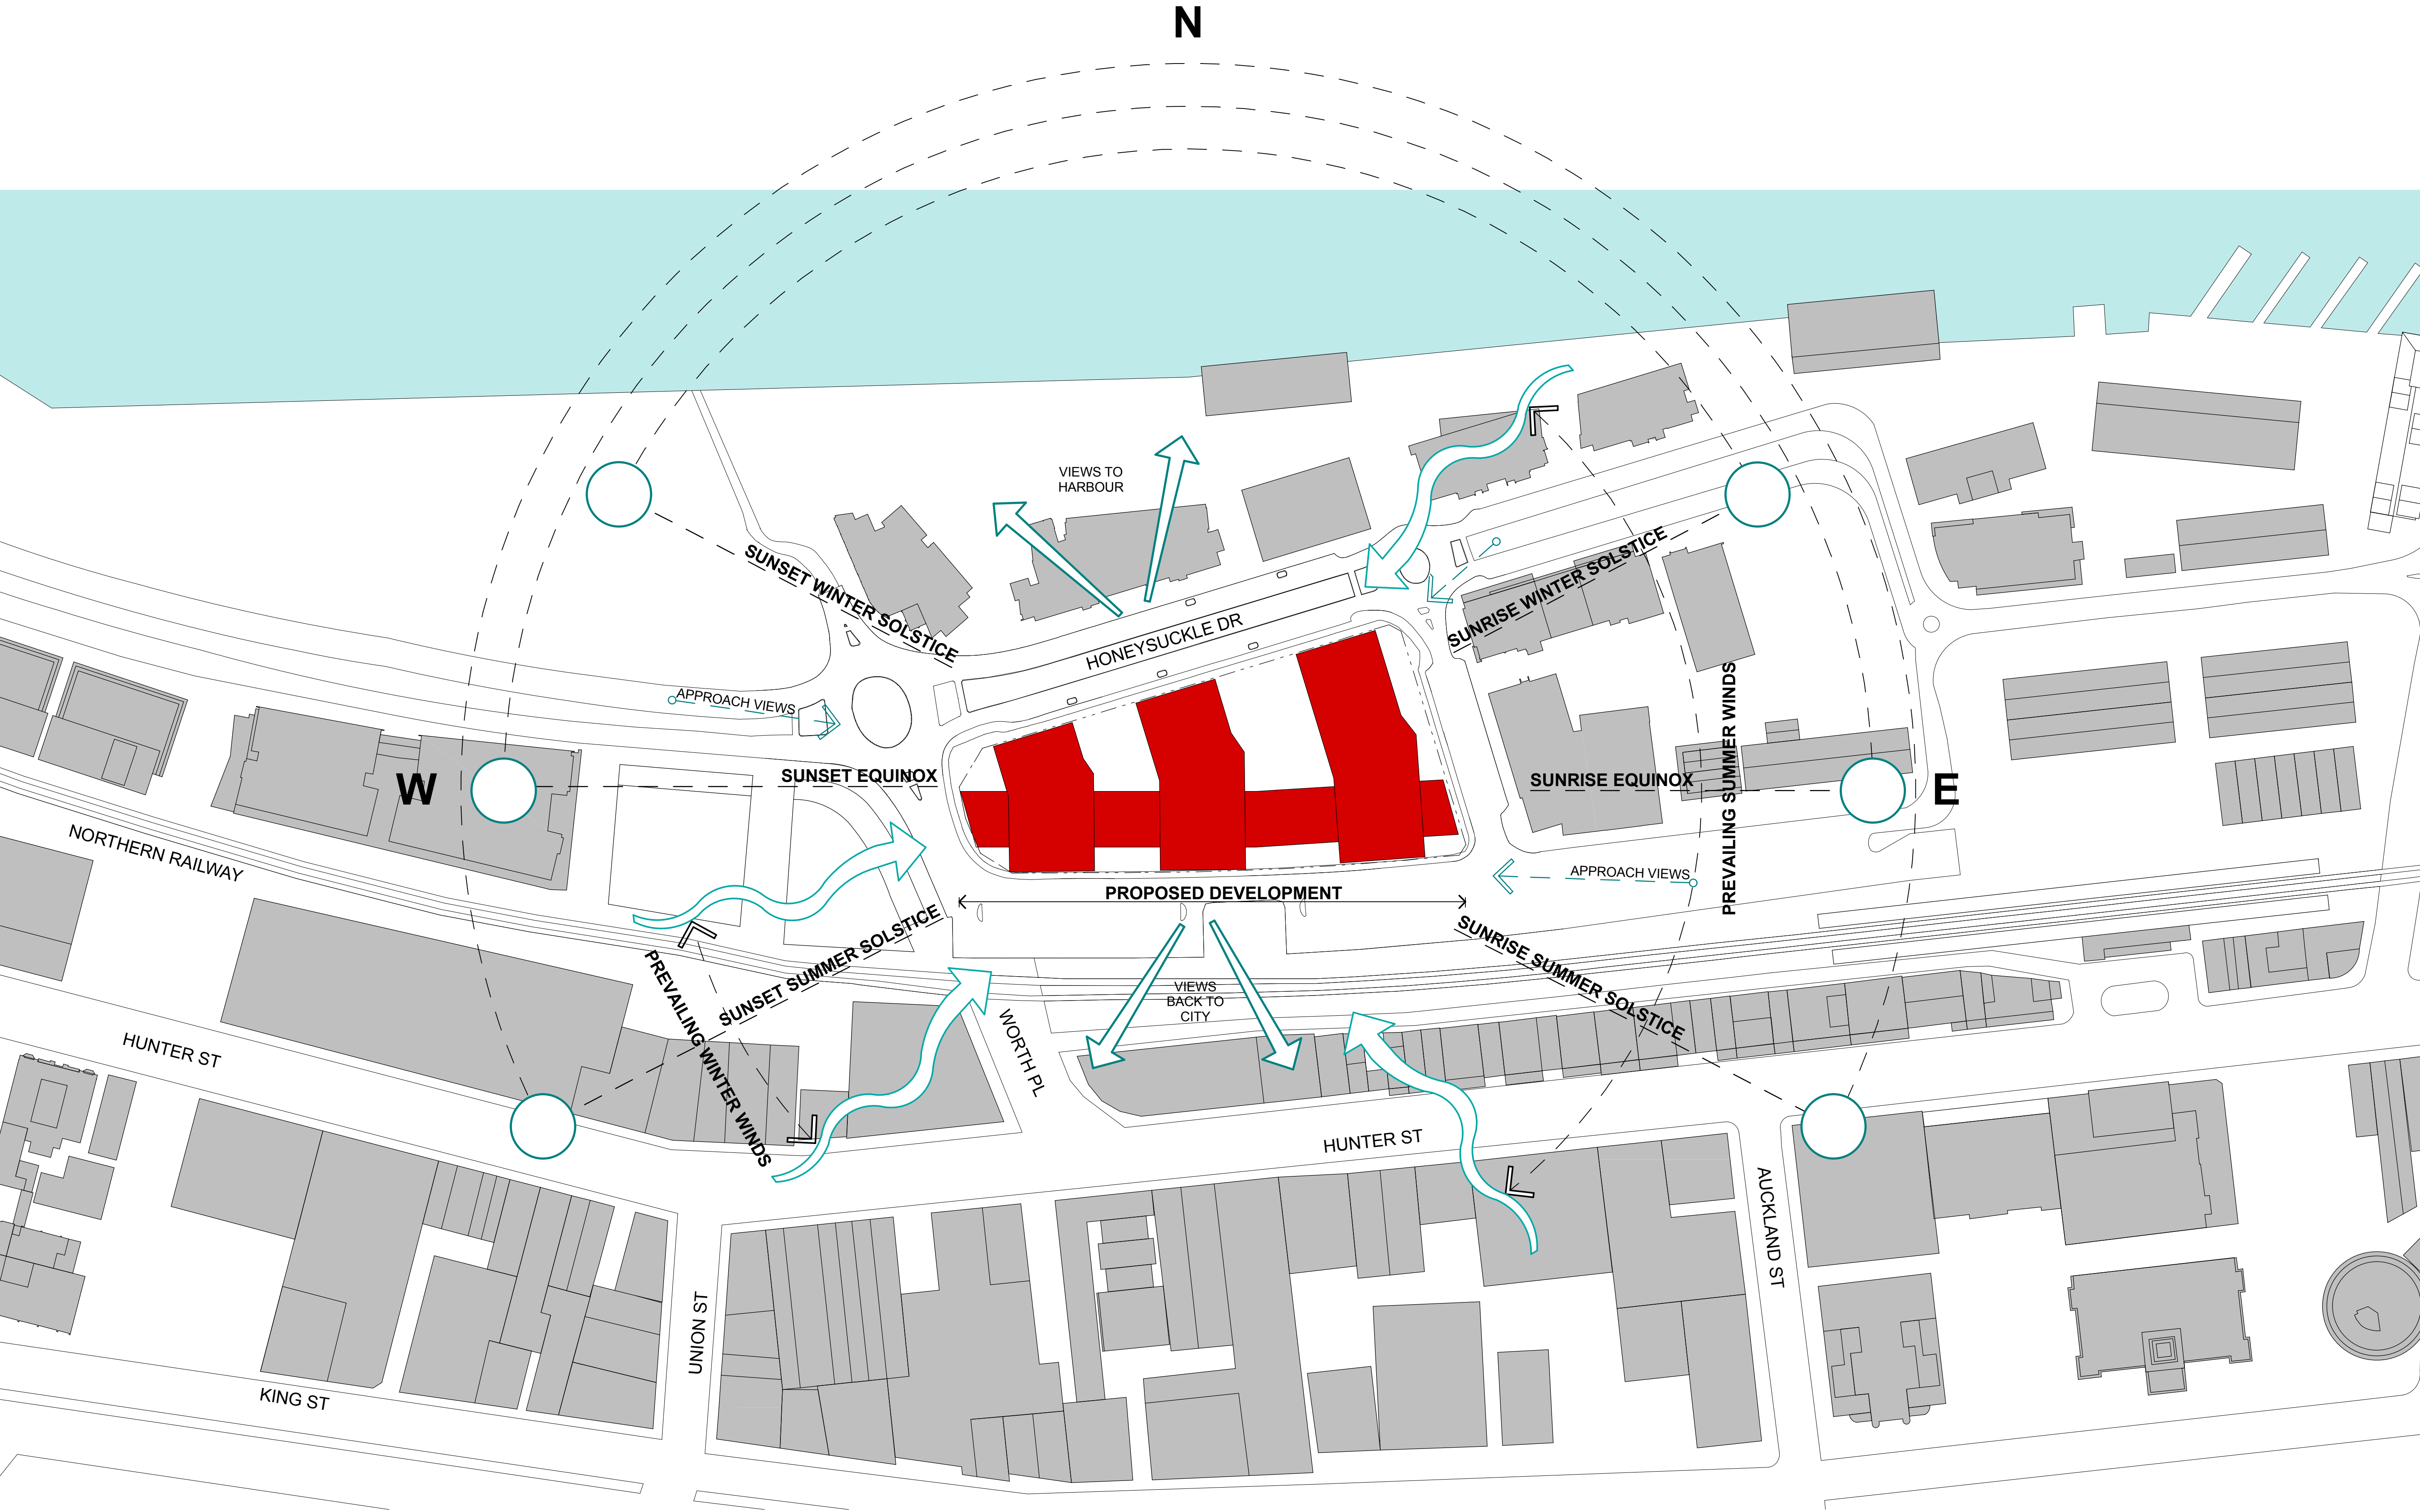 N
VIEWS TO
HARBOUR
SUNSET WINTER SOLSTICE
SUNRISE WINTER SOLSTICE
HONEYSUCKLE DR
APPROACH VIEWS
W
SUNSET EQUINOX
SUNRISE EQUINOX
PREVAILING SUMMER WINDS
E
NORTHERN RAILWAY
APPROACH VIEWS
PROPOSED DEVELOPMENT
SUNSET SUMMER SOLSTICE
SUNRISE SUMMER SOLSTICE
PREVAILING WINTER WINDS
VIEWS
BACK TO
CITY
WORTH PL
HUNTER ST
HUNTER ST
AUCKLAND ST
UNION ST
KING ST